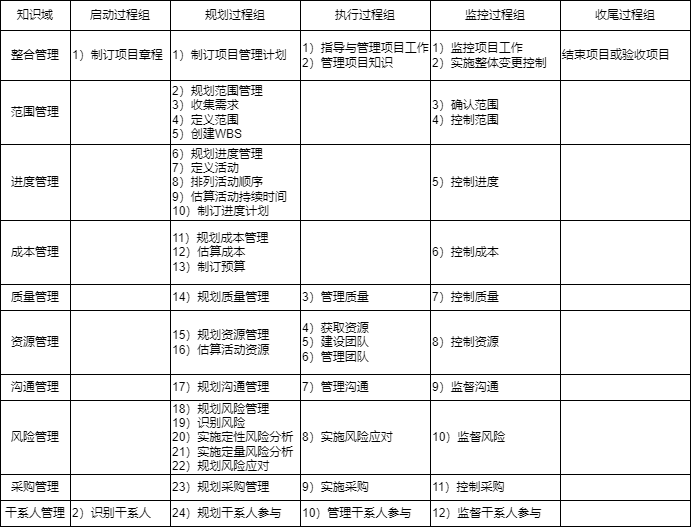 知识域 启动过程组 规划过程组 执行过程组 监控过程组 收尾过程组
整合管理 1）制订项目章程 1）制订项目管理计划 1）指导与管理项目工作 1）监控项目工作 结束项目或验收项目
2）管理项目知识 2）实施整体变更控制
范围管理 2）规划范围管理 3）确认范围
3）收集需求 4）控制范围
4）定义范围
5）创建WBS
进度管理 6）规划进度管理 5）控制进度
7）定义活动
8）排列活动顺序
9）估算活动持续时间
10）制订进度计划
成本管理 11）规划成本管理 6）控制成本
12）估算成本
13）制订预算
质量管理 14）规划质量管理 3）管理质量 7）控制质量
资源管理 15）规划资源管理 4）获取资源 8）控制资源
16）估算活动资源 5）建设团队
6）管理团队
沟通管理 17）规划沟通管理 7）管理沟通 9）监督沟通
风险管理 18）规划风险管理 8）实施风险应对 10）监督风险
19）识别风险
20）实施定性风险分析
21）实施定量风险分析
22）规划风险应对
采购管理 23）规划采购管理 9）实施采购 11）控制采购
干系人管理 2）识别干系人 24）规划干系人参与 10）管理干系人参与 12）监督干系人参与